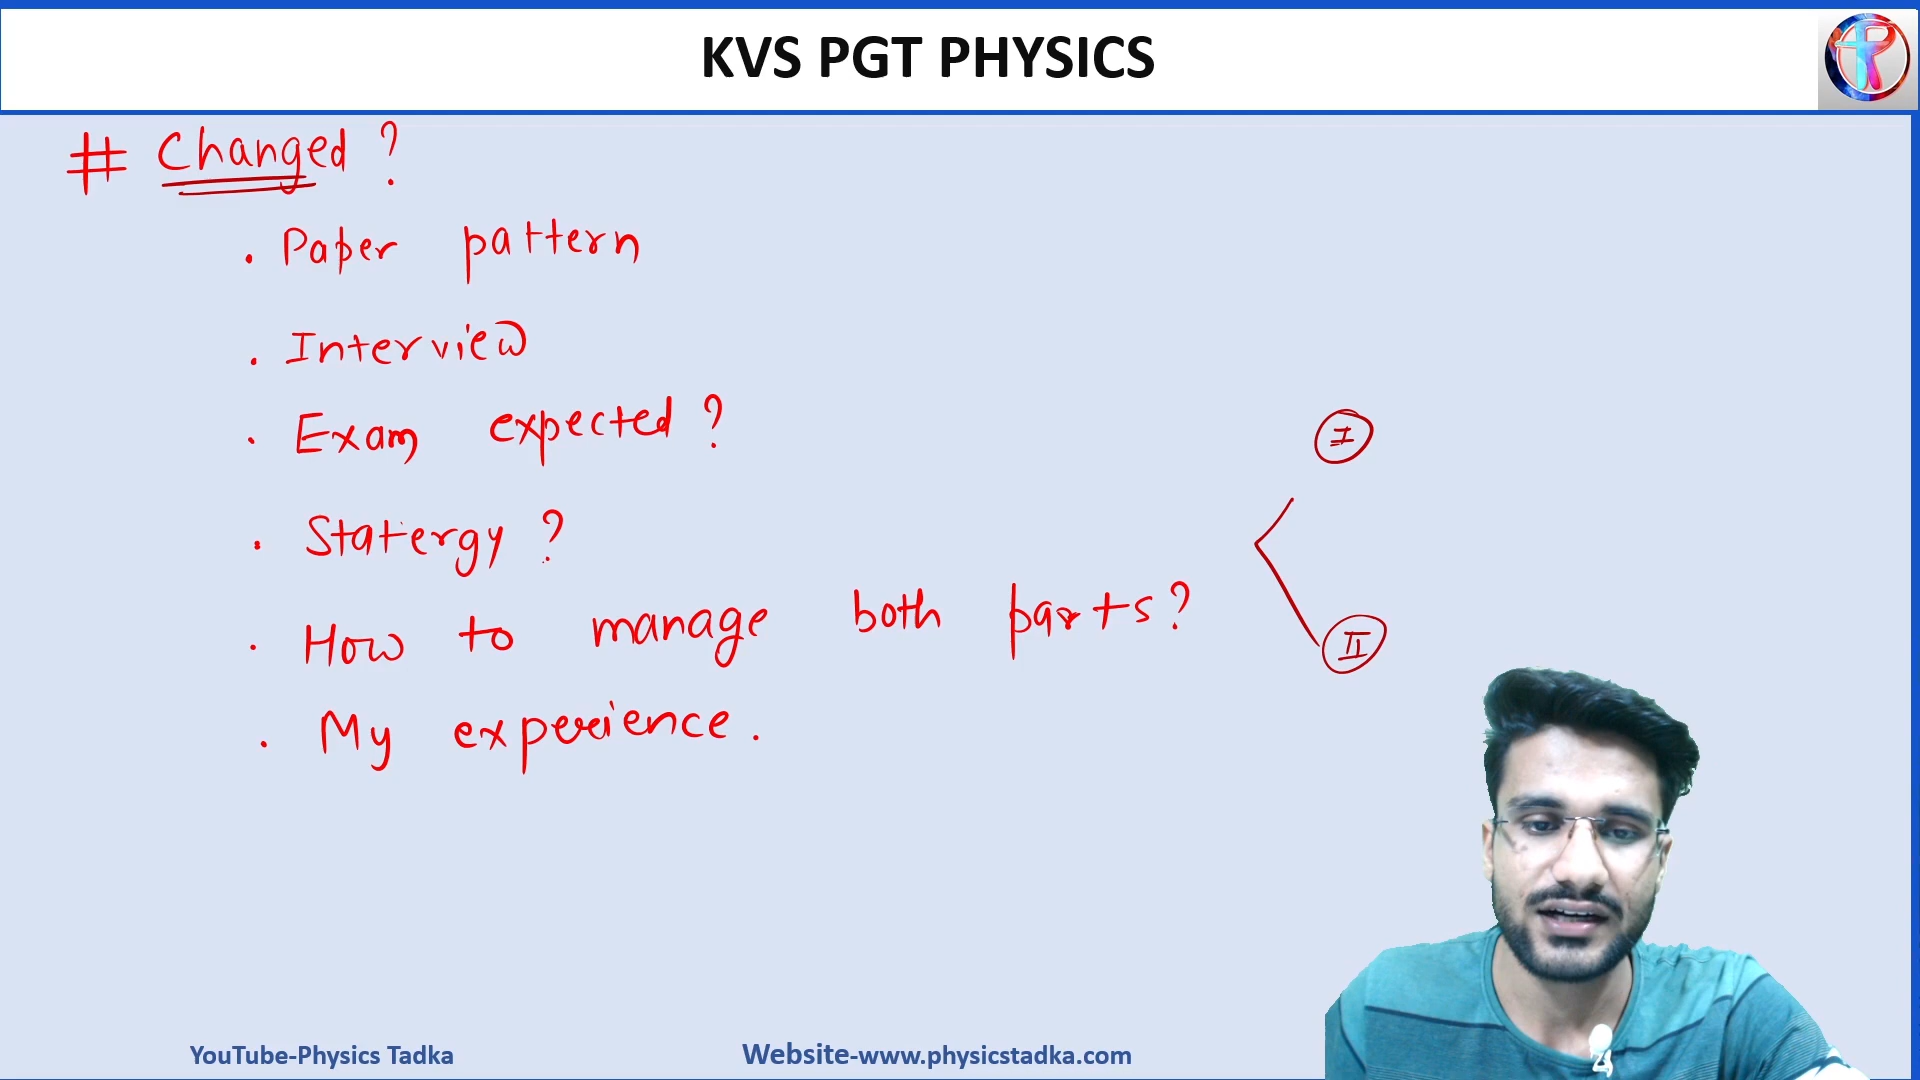 KVS PGT PHYSICS
# Changed ?
. Paper pattern
. Interview
. Exam expected ?
. Statergy ?
. How to manage both parts ?
I
II
. My experience .
YouTube-Physics Tadka
Website-www.physicstadka.com